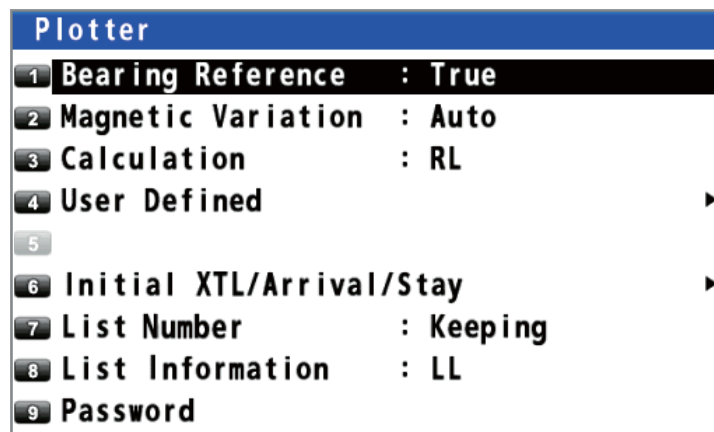 Plotter
1 Bearing Reference : True
2 Magnetic Variation : Auto
3 Calculation : RL
4 User Defined
5
6 Initial XTL/Arrival/Stay
7 List Number : Keeping
8 List Information : LL
9 Password